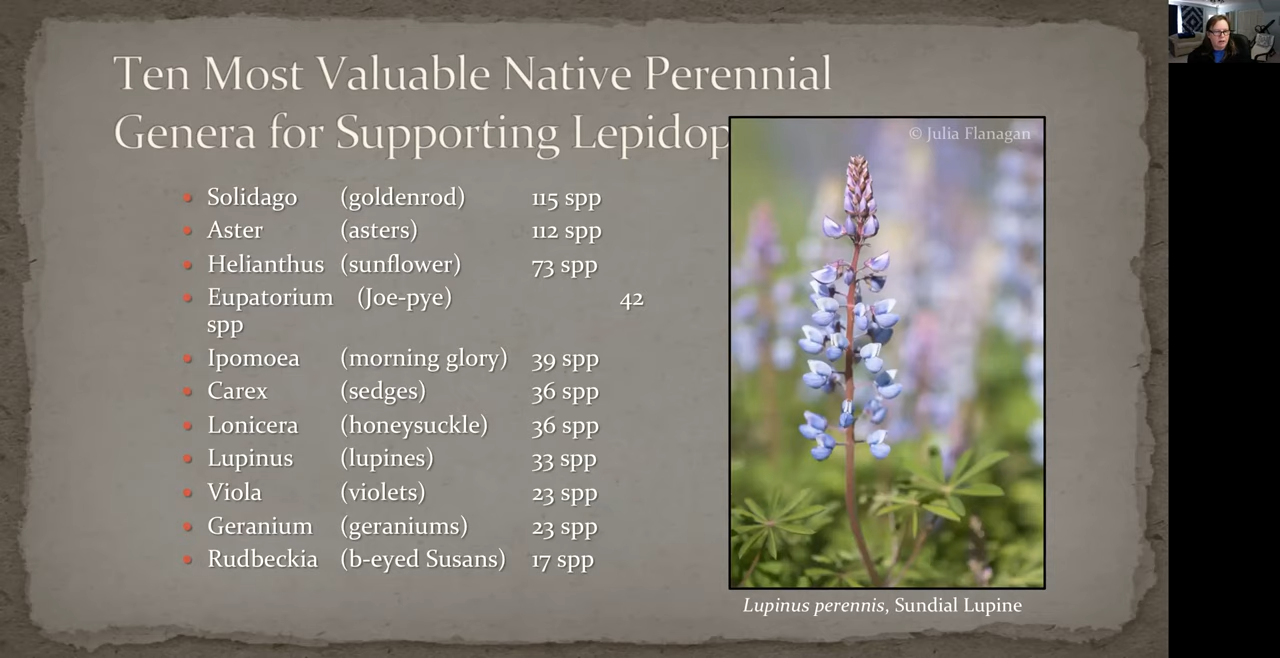 Ten Most Valuable Native Perennial
Genera for Supporting Lepidop
© Julia Flanagan
• Solidago (goldenrod) 115 spp
• Aster (asters) 112 spp
• Helianthus (sunflower) 73 spp
• Eupatorium (Joe-pye) 42
spp
• Ipomoea (morning glory) 39 spp
• Carex (sedges) 36 spp
• Lonicera (honeysuckle) 36 spp
• Lupinus (lupines) 33 spp
• Viola (violets) 23 spp
• Geranium (geraniums) 23 spp
• Rudbeckia (b-eyed Susans) 17 spp
Lupinus perennis, Sundial Lupine